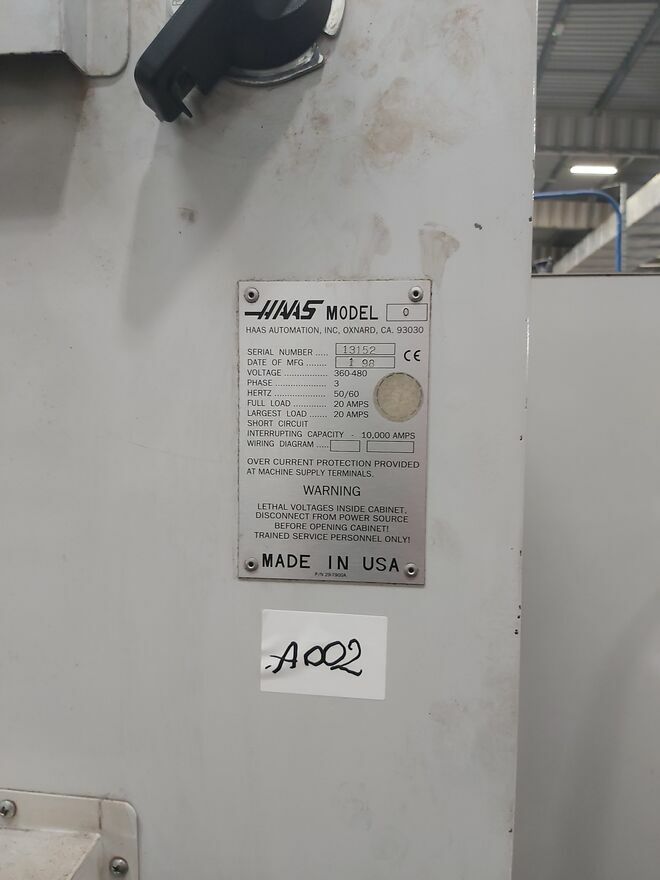 HAAS MODEL 0
HAAS AUTOMATION, INC, OXNARD, CA. 93030
SERIAL NUMBER ..... 13152
DATE OF MFG ........ 1 98
CE
VOLTAGE ................. 360-480
PHASE ..................... 3
HERTZ ..................... 50/60
FULL LOAD ............. 20 AMPS
LARGEST LOAD ....... 20 AMPS
SHORT CIRCUIT
INTERRUPTING CAPACITY - 10,000 AMPS
WIRING DIAGRAM .....
OVER CURRENT PROTECTION PROVIDED
AT MACHINE SUPPLY TERMINALS.
WARNING
LETHAL VOLTAGES INSIDE CABINET,
DISCONNECT FROM POWER SOURCE
BEFORE OPENING CABINET!
TRAINED SERVICE PERSONNEL ONLY!
MADE IN USA
P/N 29-7900A
A002